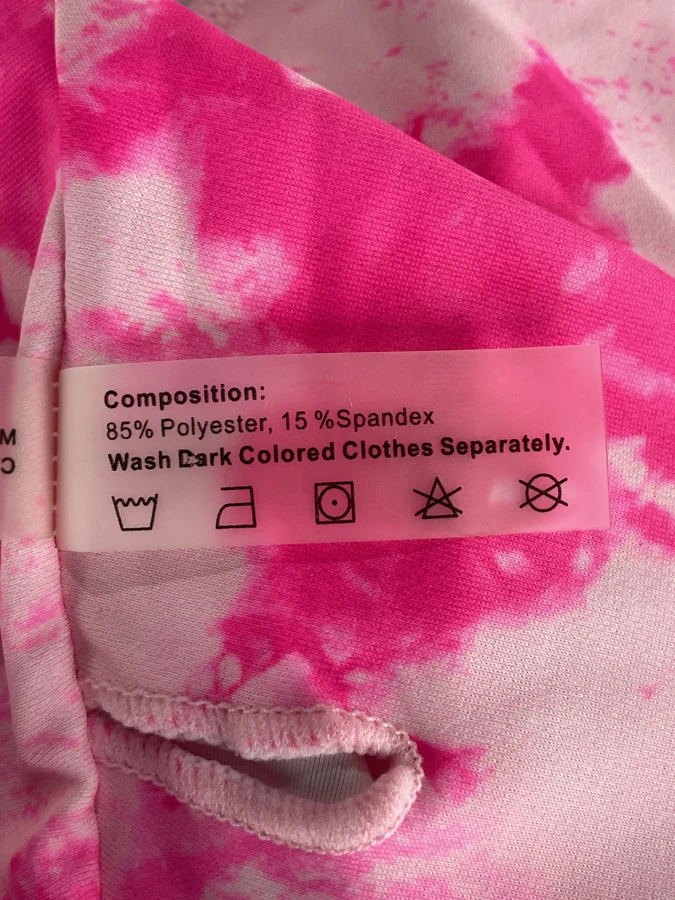 Composition:
85% Polyester, 15 %Spandex
Wash Dark Colored Clothes Separately.
M
C